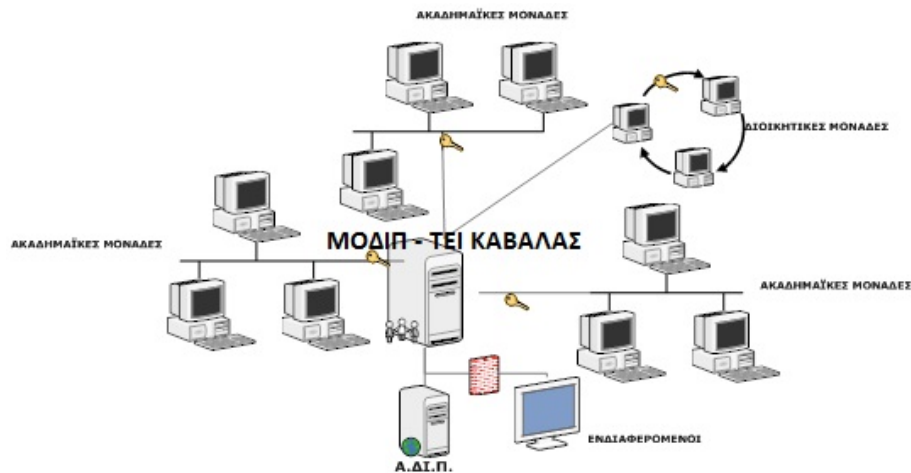 ΑΚΑΔΗΜΑΪΚΕΣ ΜΟΝΑΔΕΣ
ΔΙΟΙΚΗΤΙΚΕΣ ΜΟΝΑΔΕΣ
ΑΚΑΔΗΜΑΪΚΕΣ ΜΟΝΑΔΕΣ
ΜΟΔΙΠ - ΤΕΙ ΚΑΒΑΛΑΣ
ΑΚΑΔΗΜΑΪΚΕΣ ΜΟΝΑΔΕΣ
ΕΝΔΙΑΦΕΡΟΜΕΝΟΙ
Α.ΔΙ.Π.